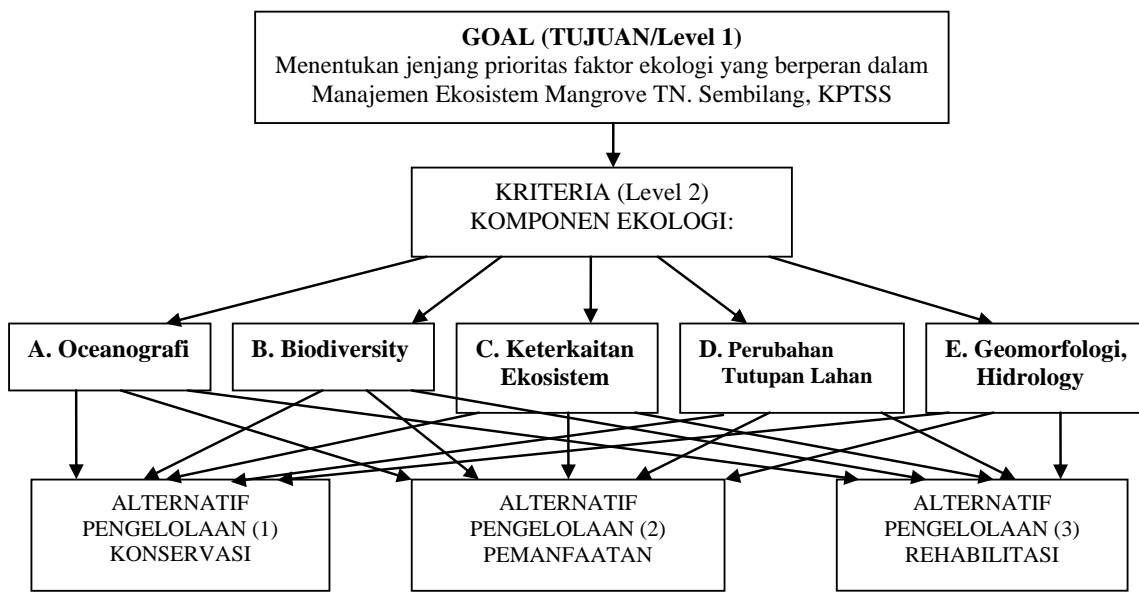 GOAL (TUJUAN/Level 1)
Menentukan jenjang prioritas faktor ekologi yang berperan dalam
Manajemen Ekosistem Mangrove TN. Sembilang, KPTSS
KRITERIA (Level 2)
KOMPONEN EKOLOGI:
A. Oceanografi
B. Biodiversity
C. Keterkaitan
Ekosistem
D. Perubahan
Tutupan Lahan
E. Geomorfologi,
Hidrology
ALTERNATIF
PENGELOLAAN (1)
KONSERVASI
ALTERNATIF
PENGELOLAAN (2)
PEMANFAATAN
ALTERNATIF
PENGELOLAAN (3)
REHABILITASI